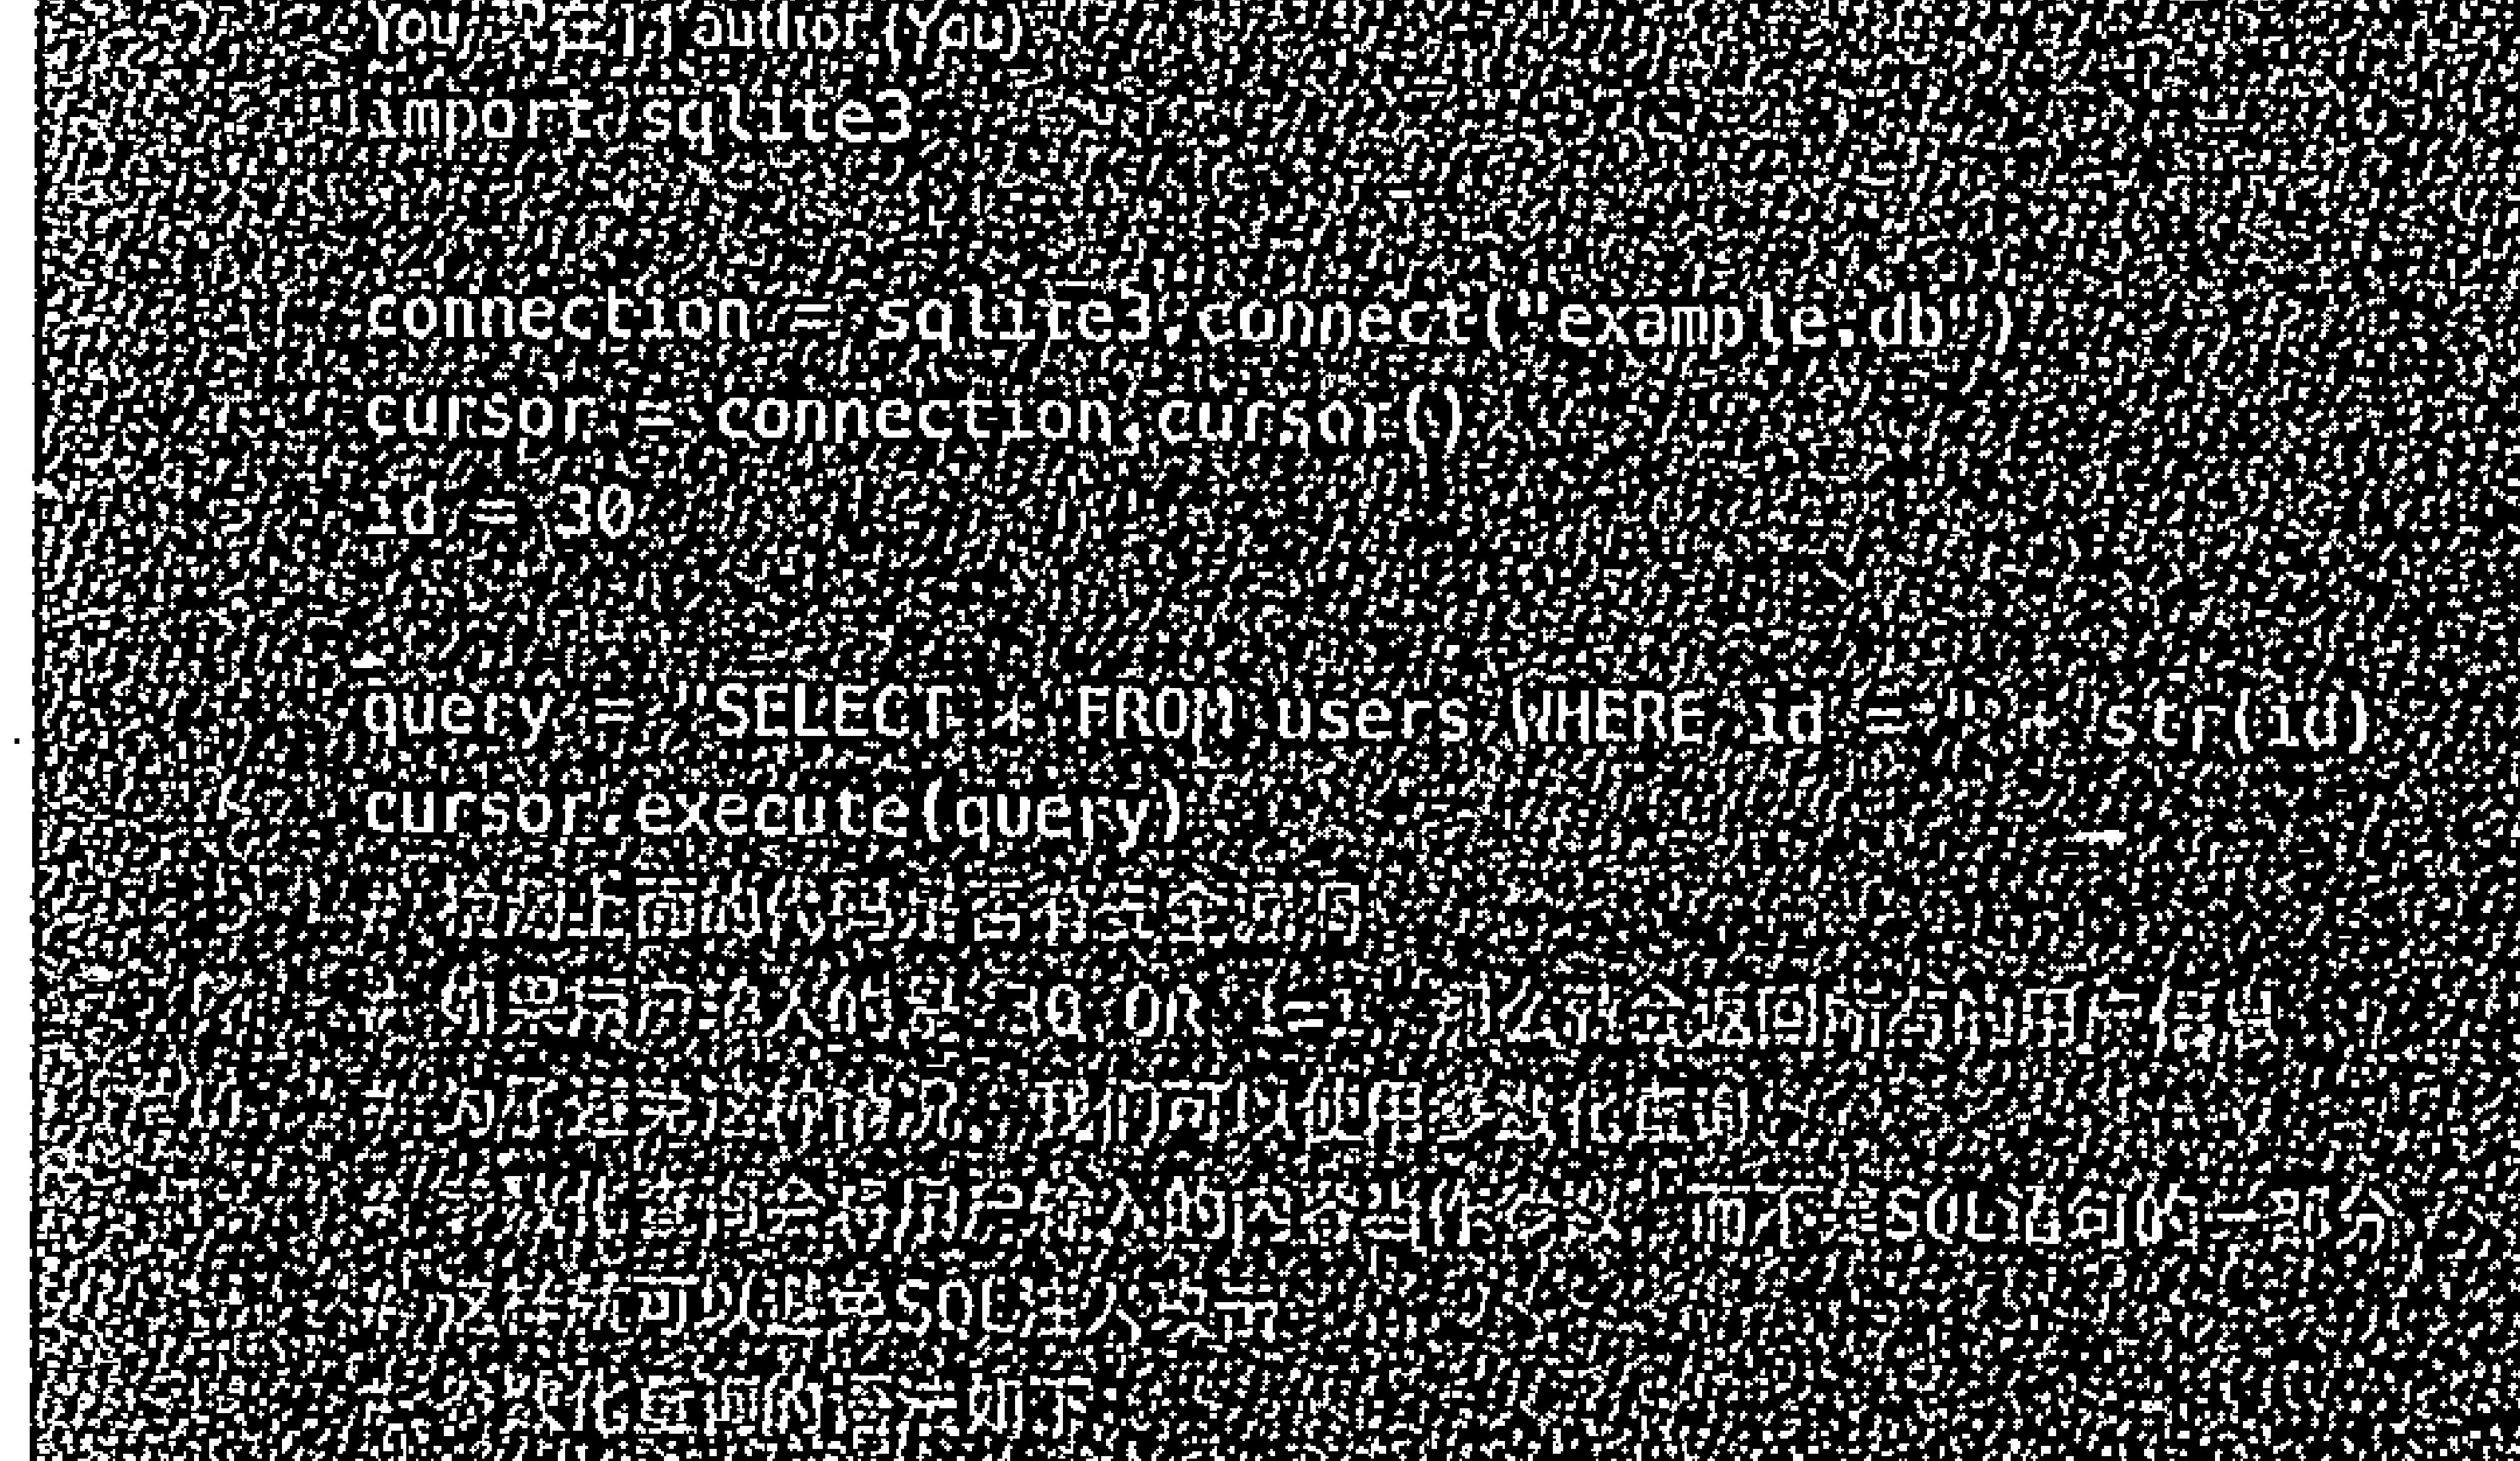 You, author (You)
import sqlite3
connection = sqlite3.connect("example.db")
cursor = connection.cursor()
id = 30
query = "SELECT * FROM users WHERE id =" + str(id)
cursor.execute(query)
# 检测上面的代码是否有安全漏洞
# 如果用户输入的是 30 OR 1=1, 那么就会返回所有的用户信息
# 为了避免这种情况, 我们可以使用参数化查询
# 参数化查询会将用户输入的内容当作参数, 而不是SQL语句的一部分
# 这样就可以避免SQL注入攻击
# 参数化查询的语法如下